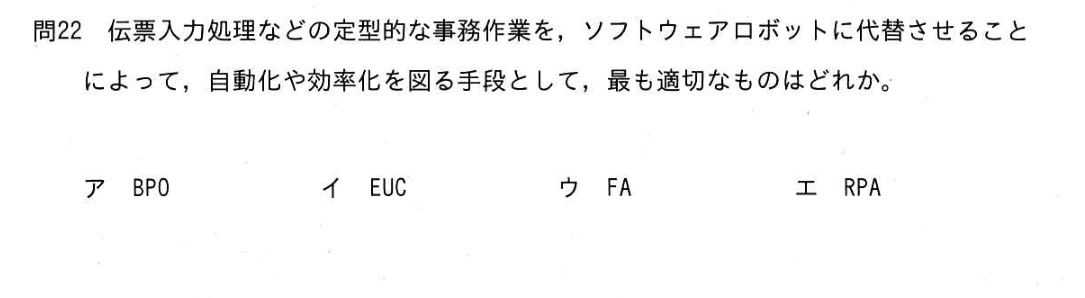 問22　伝票入力処理などの定型的な事務作業を，ソフトウェアロボットに代替させること
によって，自動化や効率化を図る手段として，最も適切なものはどれか。
ア　BPO　イ　EUC　ウ　FA　エ　RPA